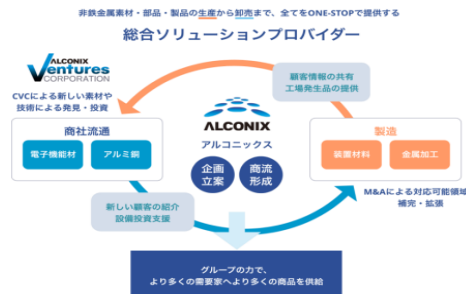 非鉄金属素材・部品・製品の生産から卸売まで、全てをONE-STOPで提供する
総合ソリューションプロバイダー
ALCONIX
Ventures
CORPORATION
CVCによる新しい素材や
技術による発見・投資
顧客情報の共有
工場発生品の提供
商社流通
電子機能材
アルミ銅
ALCONIX
アルコニックス
企画
立案
商流
形成
製造
装置材料
金属加工
新しい顧客の紹介
設備投資支援
M&Aによる対応可能領域
補完・拡張
グループの力で、
より多くの需要家へより多くの商品を供給